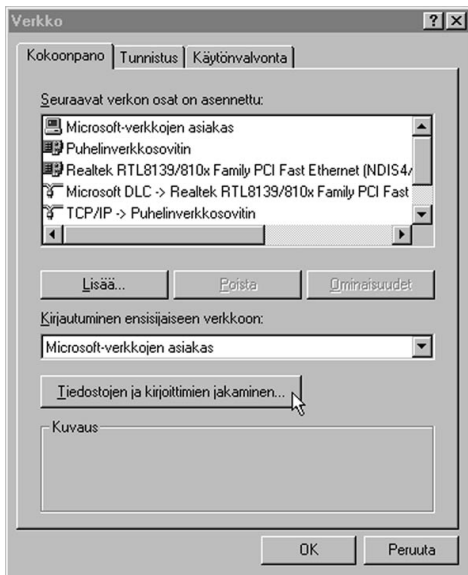 Verkko
Kokoonpano Tunnistus Käytönvalvonta
Seuraavat verkon osat on asennettu:
Microsoft-verkkojen asiakas
Puhelinverkkosovitin
Realtek RTL8139/810x Family PCI Fast Ethernet (NDIS4/
Microsoft DLC -> Realtek RTL8139/810x Family PCI Fast
TCP/IP -> Puhelinverkkosovitin
Lisää... Poista Ominaisuudet
Kirjautuminen ensisijaiseen verkkoon:
Microsoft-verkkojen asiakas
Tiedostojen ja kirjoittimien jakaminen...
Kuvaus
OK Peruuta